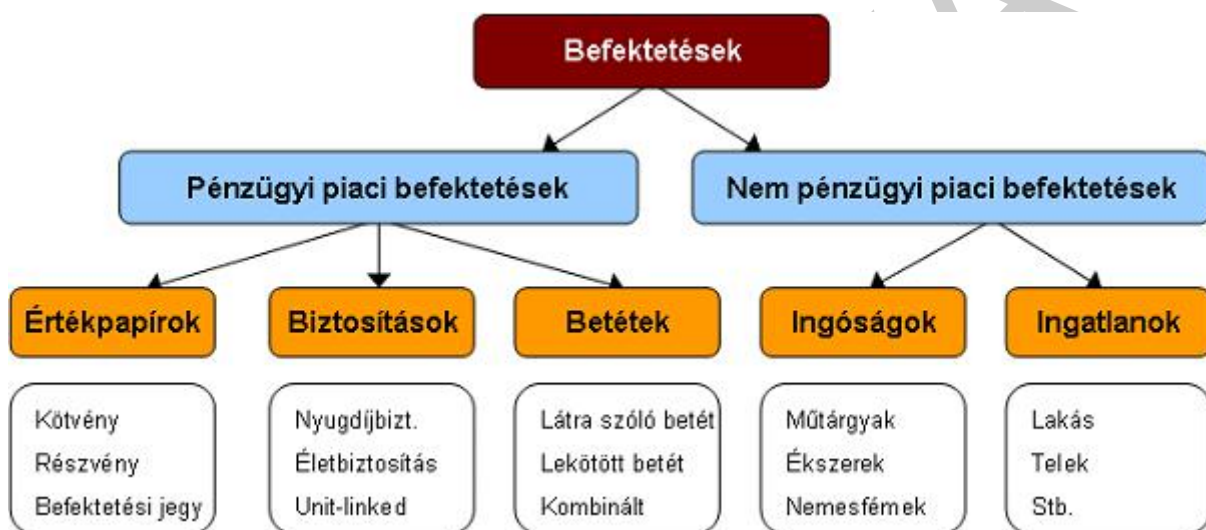 Befektetések
Pénzügyi piaci befektetések
Nem pénzügyi piaci befektetések
Értékpapírok
Biztosítások
Betétek
Ingóságok
Ingatlanok
Kötvény
Részvény
Befektetési jegy
Nyugdíjbizt.
Életbiztosítás
Unit-linked
Látra szóló betét
Lekötött betét
Kombinált
Műtárgyak
Ékszerek
Nemesfémek
Lakás
Telek
Stb.